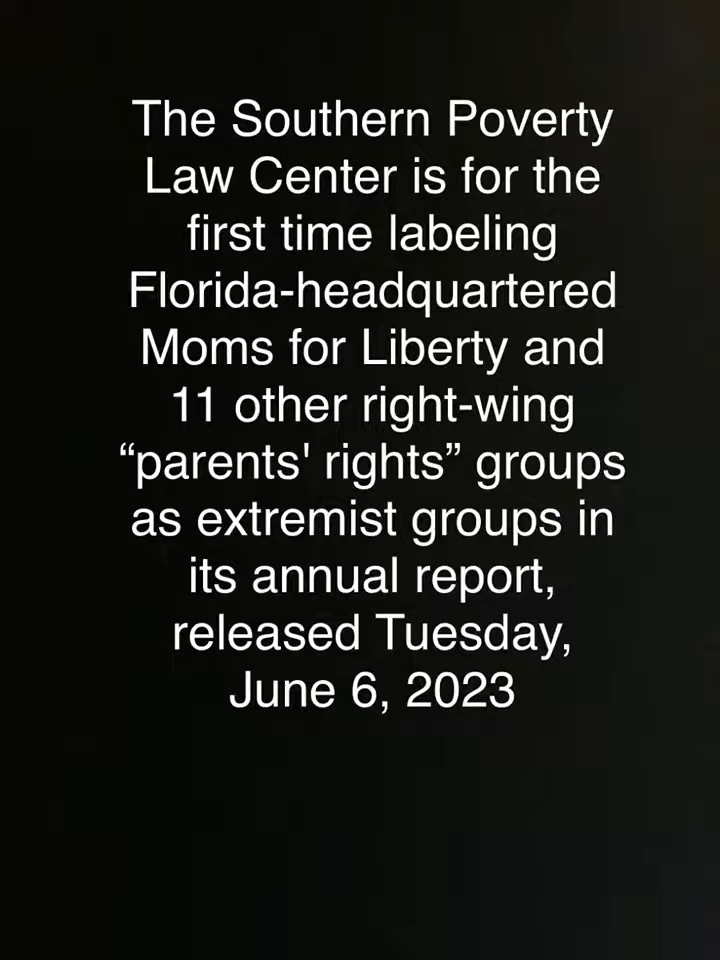 The Southern Poverty
Law Center is for the
first time labeling
Florida-headquartered
Moms for Liberty and
11 other right-wing
“parents' rights” groups
as extremist groups in
its annual report,
released Tuesday,
June 6, 2023